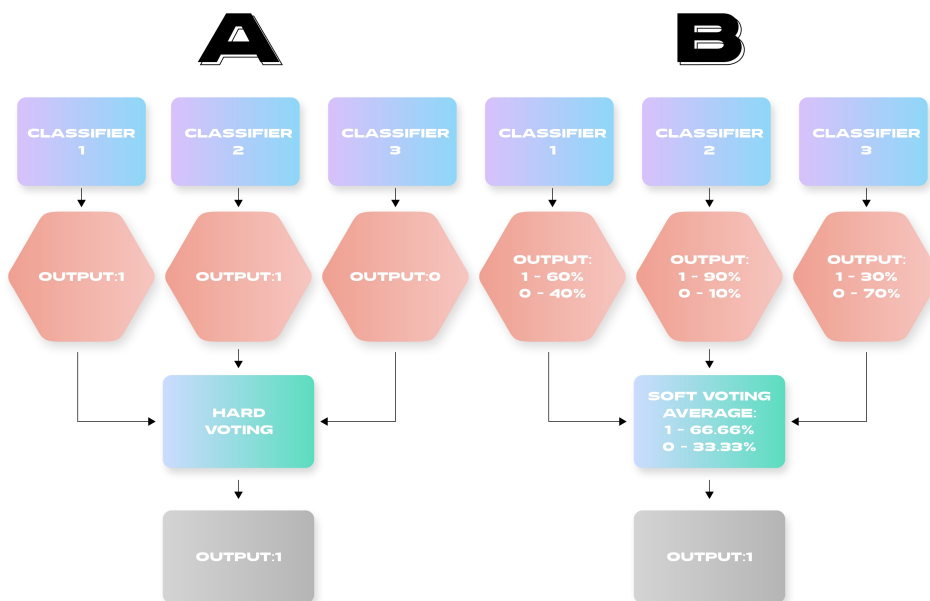 A
CLASSIFIER
1
CLASSIFIER
2
CLASSIFIER
3
OUTPUT:1
OUTPUT:1
OUTPUT:0
HARD
VOTING
OUTPUT:1
B
CLASSIFIER
1
CLASSIFIER
2
CLASSIFIER
3
OUTPUT:
1 - 60%
0 - 40%
OUTPUT:
1 - 90%
0 - 10%
OUTPUT:
1 - 30%
0 - 70%
SOFT VOTING
AVERAGE:
1 - 66.66%
0 - 33.33%
OUTPUT:1